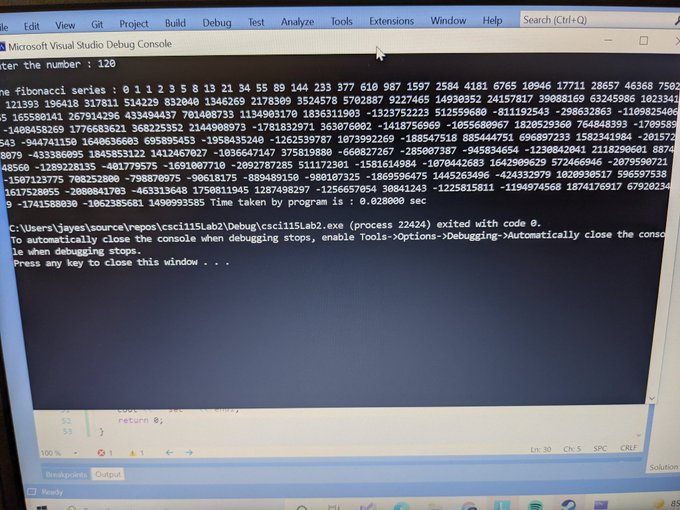 ile Edit View Git Project Build Debug Test Analyze Tools Extensions Window Help Search (Ctrl+Q)
Microsoft Visual Studio Debug Console
nter the number : 120
he fibonacci series : 0 1 1 2 3 5 8 13 21 34 55 89 144 233 377 610 987 1597 2584 4181 6765 10946 17711 28657 46368 7502
121393 196418 317811 514229 832040 1346269 2178309 3524578 5702887 9227465 14930352 24157817 39088169 63245986 1023341
55 165580141 267914296 433494437 701408733 1134903170 1836311903 -1323752223 512559680 -811192543 -298632863 -1109825406
-1408458269 1776683621 368225352 2144908973 -1781832971 363076002 -1418756969 -1055680967 1820529360 764848393 -1709589
543 -944741150 1640636603 695895453 -1958435240 -1262539787 1073992269 -188547518 885444751 696897233 1582341984 -201572
8079 -433386095 1845853122 1412467027 -1036647147 375819880 -660827267 -285007387 -945834654 -1230842041 2118290601 8874
48560 -1289228135 -401779575 -1691007710 -2092787285 511172301 -1581614984 -1070442683 1642909629 572466946 -2079590721
-1507123775 708252800 -798870975 -90618175 -889489150 -980107325 -1869596475 1445263496 -424332979 1020930517 596597538
1617528055 -2080841703 -463313648 1750811945 1287498297 -1256657054 30841243 -1225815811 -1194974568 1874176917 67920234
9 -1741588030 -1062385681 1490993585 Time taken by program is : 0.028000 sec
C:\Users\jayes\source\repos\csci115Lab2\Debug\csci115Lab2.exe (process 22424) exited with code 0.
To automatically close the console when debugging stops, enable Tools->Options->Debugging->Automatically close the conso
le when debugging stops.
Press any key to close this window . . .
52 return 0;
53 }
100 % 1 1 Ln: 30 Ch: 5 SPC CRLF
Breakpoints Output Solution
Ready